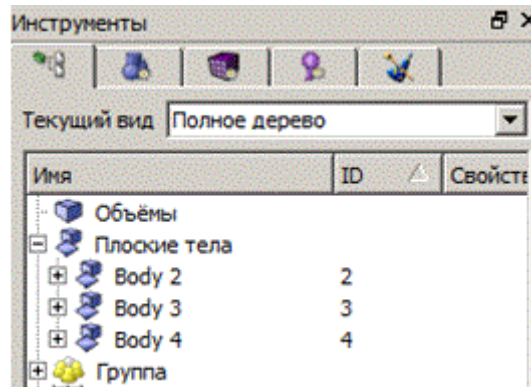 Инструменты
Текущий вид Полное дерево
Имя ID Свойств
Объёмы
Плоские тела
Body 2 2
Body 3 3
Body 4 4
Группа